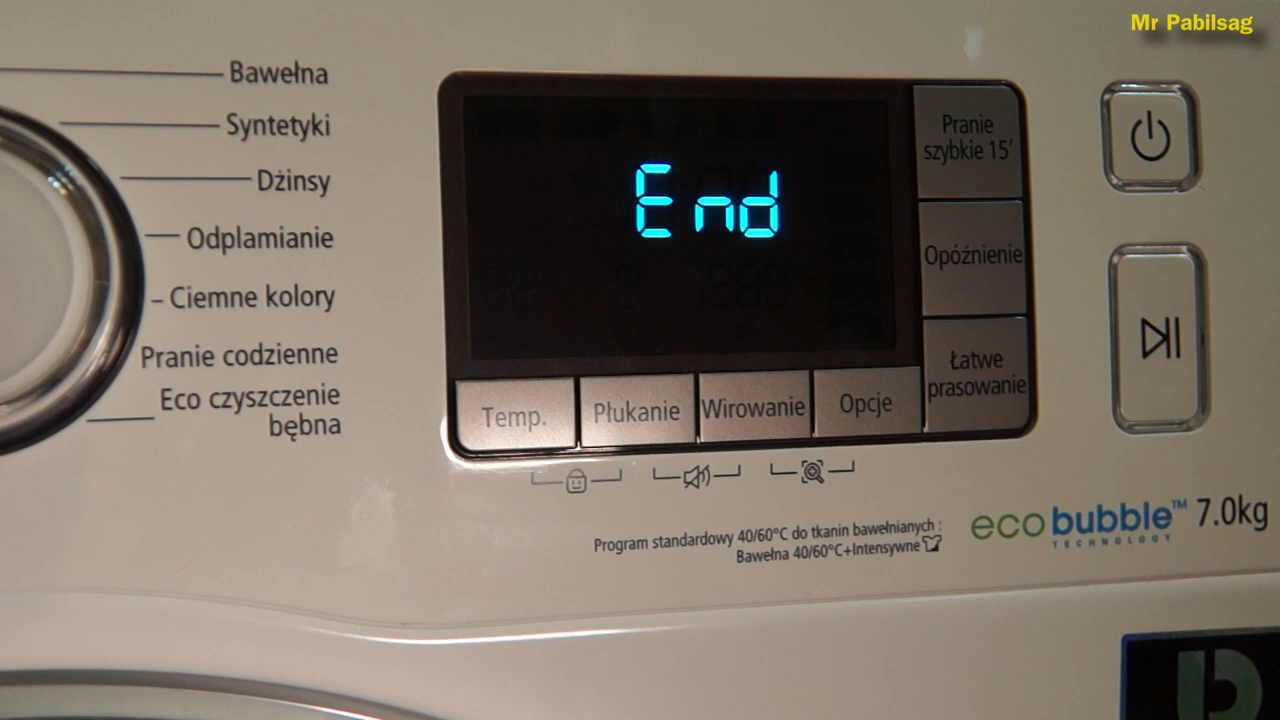 Mr Pabilsag
Bawełna
Syntetyki
Dżinsy
Odplamianie
Ciemne kolory
Pranie codzienne
Eco czyszczenie
bębna
End
Pranie
szybkie 15'
Opóźnienie
Łatwe
prasowanie
Temp.
Płukanie
Wirowanie
Opcje
Program standardowy 40/60°C do tkanin bawełnianych :
Bawełna 40/60°C+Intensywne
eco bubble™ 7.0kg
TECHNOLOGY